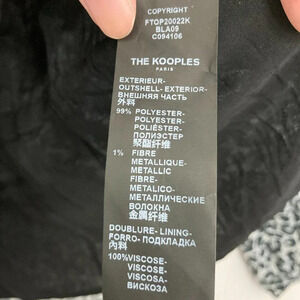 COPYRIGHT
FTOP20022K
BLA09
C094106
THE KOOPLES
PARIS
EXTERIEUR-
OUTSHELL- EXTERIOR-
ВНЕШНЯЯ ЧАСТЬ
外料
99% POLYESTER-
POLYESTER-
POLIÉSTER-
ПОЛИЭСТЕР
聚酯纤维
1% FIBRE
METALLIQUE-
METALLIC
FIBRE-
METALICO-
МЕТАЛЛИЧЕСКИЕ
ВОЛОКНА
金属纤维
DOUBLURE- LINING-
FORRO- ПОДКЛАДКА
内料
100%VISCOSE-
VISCOSE-
VISCOSA-
ВИСКОЗА